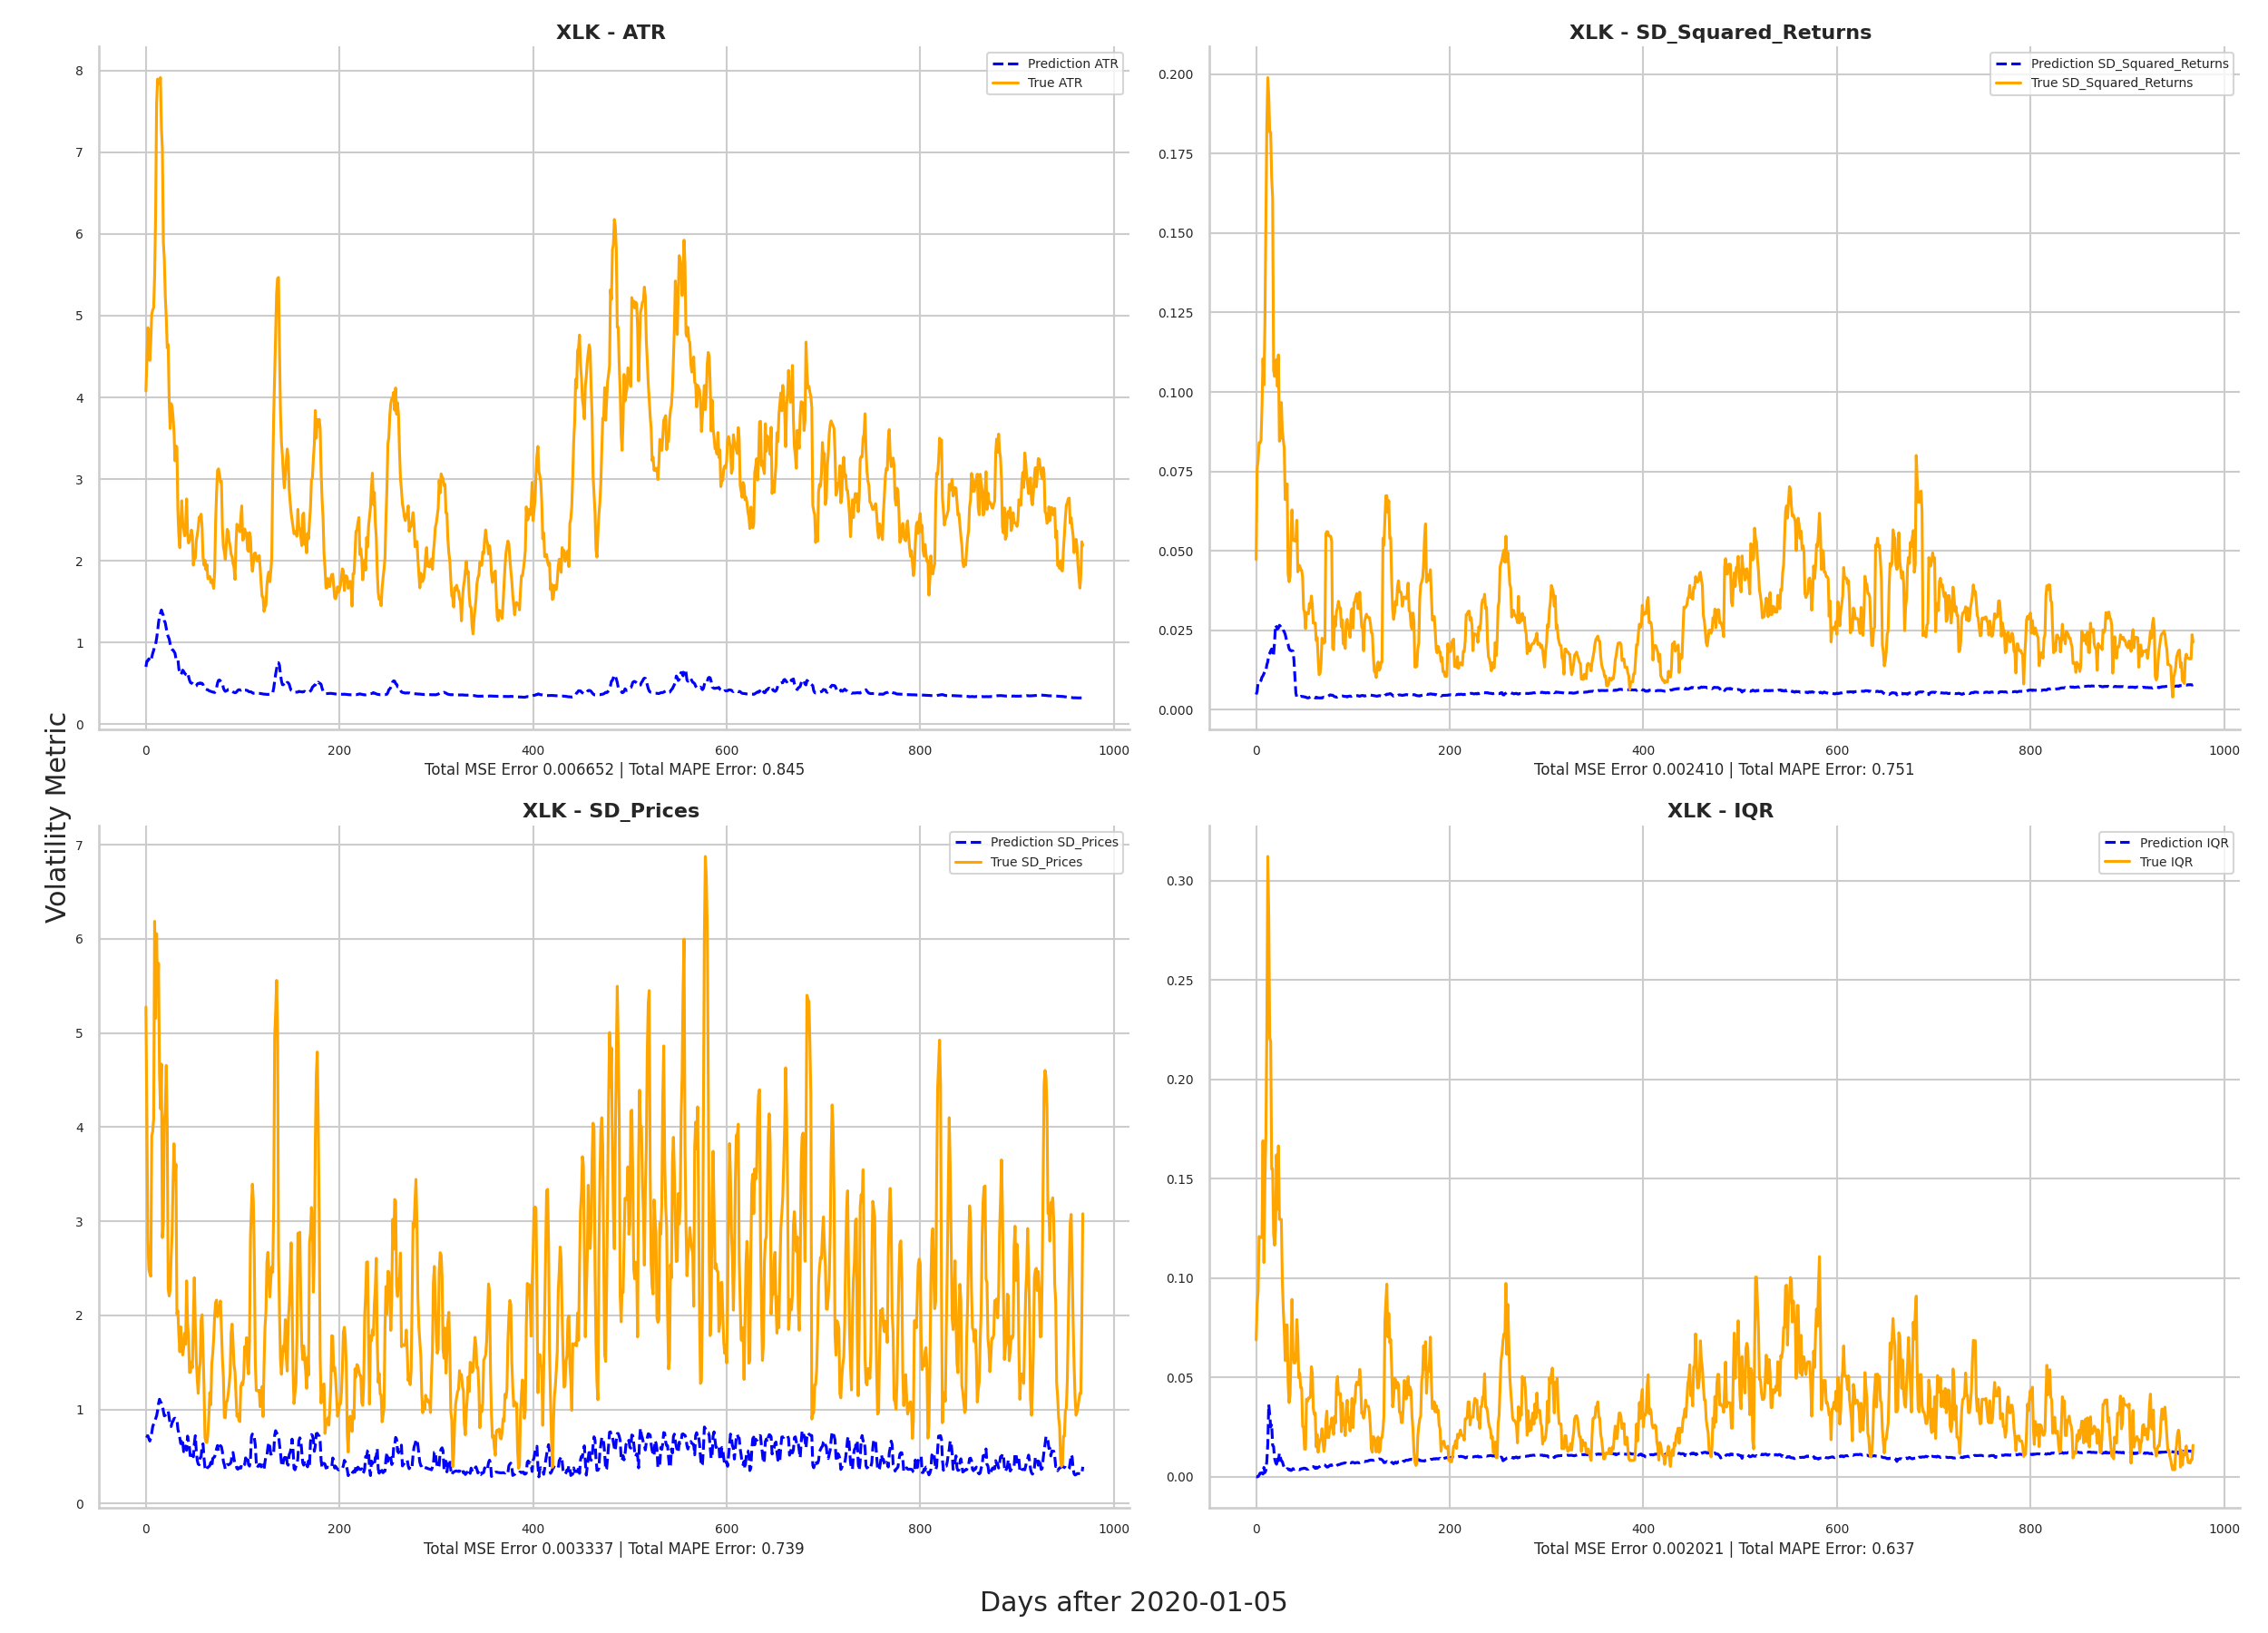 XLK - ATR
8
7
6
5
4
3
2
1
0
0 200 400 600 800 1000
Prediction ATR
True ATR
Total MSE Error 0.006652 | Total MAPE Error: 0.845
XLK - SD_Squared_Returns
0.200
0.175
0.150
0.125
0.100
0.075
0.050
0.025
0.000
0 200 400 600 800 1000
Prediction SD_Squared_Returns
True SD_Squared_Returns
Total MSE Error 0.002410 | Total MAPE Error: 0.751
Volatility Metric
XLK - SD_Prices
7
6
5
4
3
2
1
0
0 200 400 600 800 1000
Prediction SD_Prices
True SD_Prices
Total MSE Error 0.003337 | Total MAPE Error: 0.739
XLK - IQR
0.30
0.25
0.20
0.15
0.10
0.05
0.00
0 200 400 600 800 1000
Prediction IQR
True IQR
Total MSE Error 0.002021 | Total MAPE Error: 0.637
Days after 2020-01-05